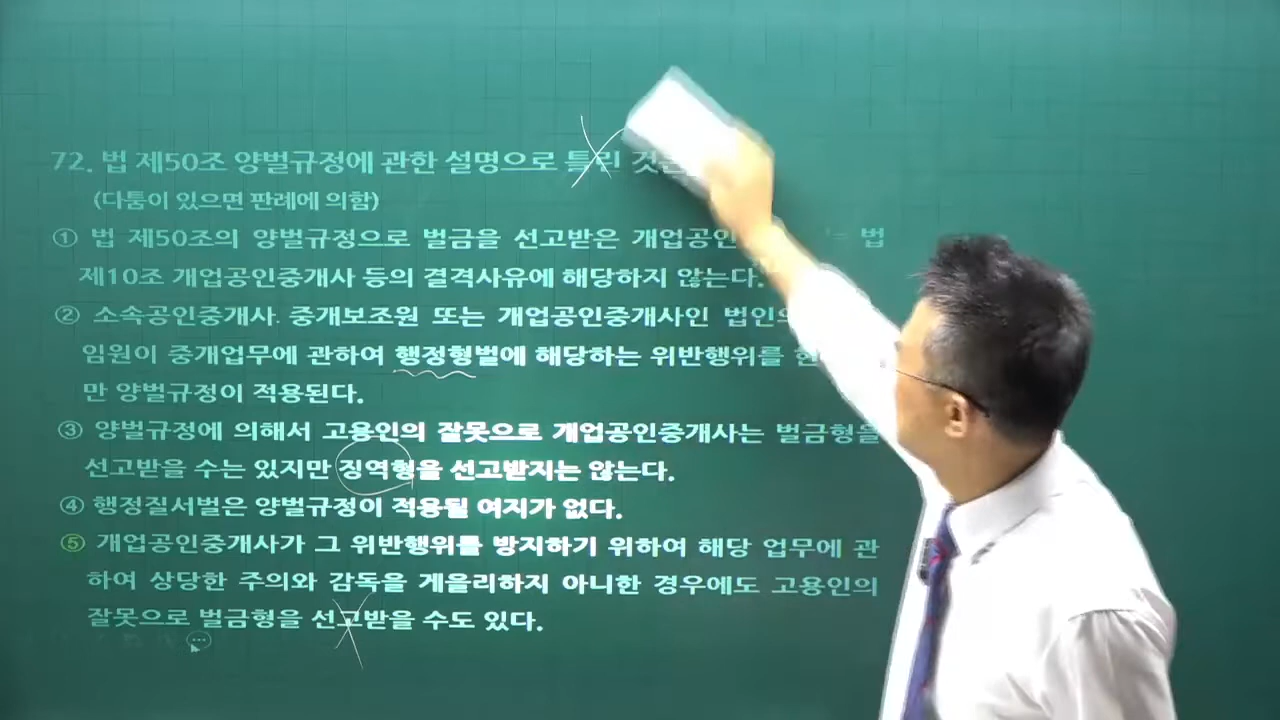 72. 법 제50조 양벌규정에 관한 설명으로 틀린 것은
(다툼이 있으면 판례에 의함)
① 법 제50조의 양벌규정으로 벌금을 선고받은 개업공인 는 법
제10조 개업공인중개사 등의 결격사유에 해당하지 않는다.
② 소속공인중개사. 중개보조원 또는 개업공인중개사인 법인의
임원이 중개업무에 관하여 행정형벌에 해당하는 위반행위를 한
만 양벌규정이 적용된다.
③ 양벌규정에 의해서 고용인의 잘못으로 개업공인중개사는 벌금형을
선고받을 수는 있지만 징역형을 선고받지는 않는다.
④ 행정질서벌은 양벌규정이 적용될 여지가 없다.
⑤ 개업공인중개사가 그 위반행위를 방지하기 위하여 해당 업무에 관
하여 상당한 주의와 감독을 게을리하지 아니한 경우에도 고용인의
잘못으로 벌금형을 선고받을 수도 있다.